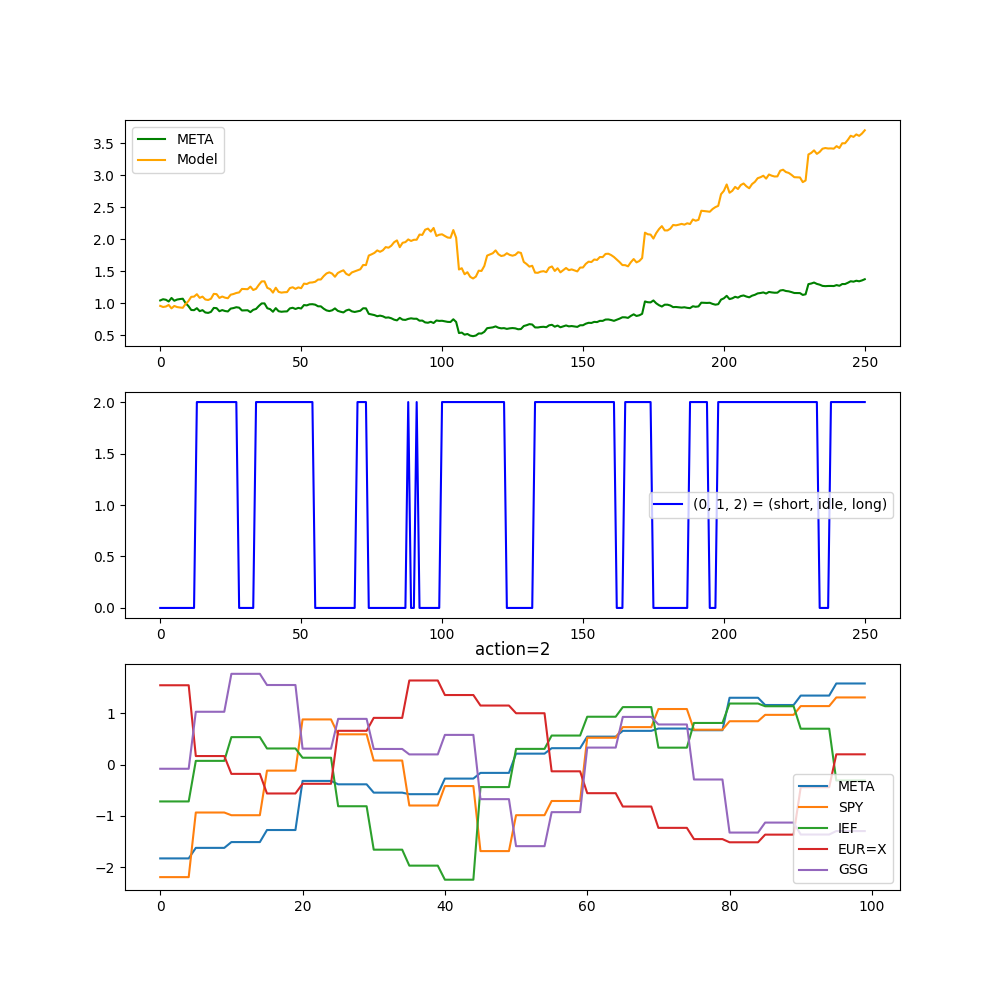 3.5
3.0
2.5
2.0
1.5
1.0
0.5
META
Model
0 50 100 150 200 250
2.0
1.5
1.0
0.5
0.0
(0, 1, 2) = (short, idle, long)
0 50 100 150 200 250
action=2
1
0
−1
−2
META
SPY
IEF
EUR=X
GSG
0 20 40 60 80 100